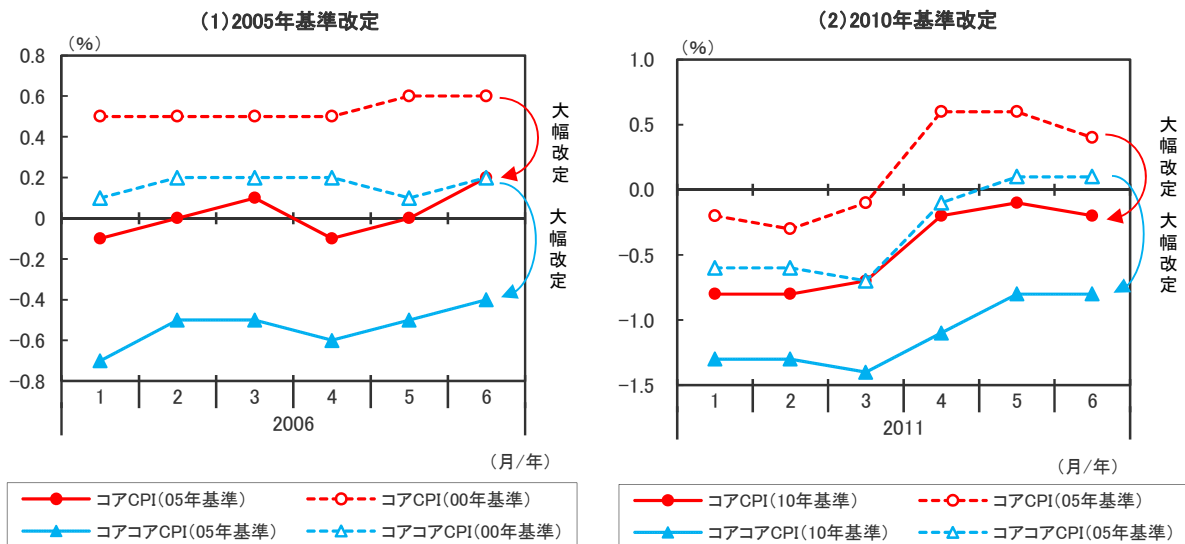 (1)2005年基準改定
(%)
0.8
0.6
0.4
0.2
0
−0.2
−0.4
−0.6
−0.8
大幅改定
大幅改定
1 2 3 4 5 6
2006
(月/年)
コアCPI(05年基準) コアCPI(00年基準)
コアコアCPI(05年基準) コアコアCPI(00年基準)
(2)2010年基準改定
(%)
1.0
0.5
0.0
−0.5
−1.0
−1.5
大幅改定
大幅改定
1 2 3 4 5 6
2011
(月/年)
コアCPI(10年基準) コアCPI(05年基準)
コアコアCPI(10年基準) コアコアCPI(05年基準)